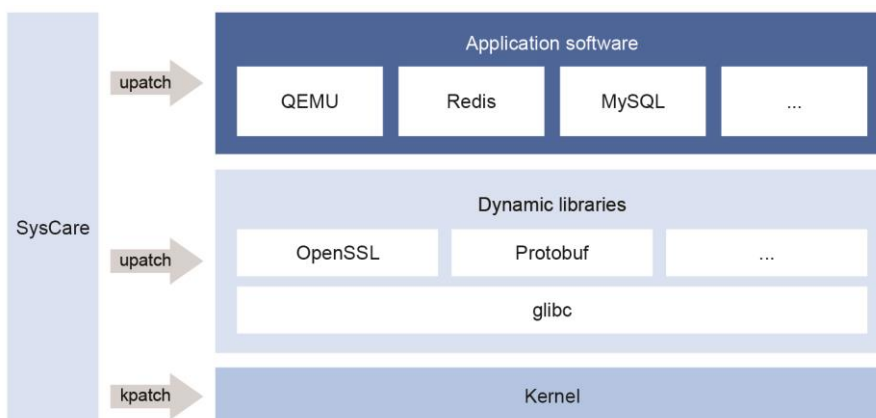 SysCare
upatch
Application software
QEMU
Redis
MySQL
...
upatch
Dynamic libraries
OpenSSL
Protobuf
...
glibc
kpatch
Kernel